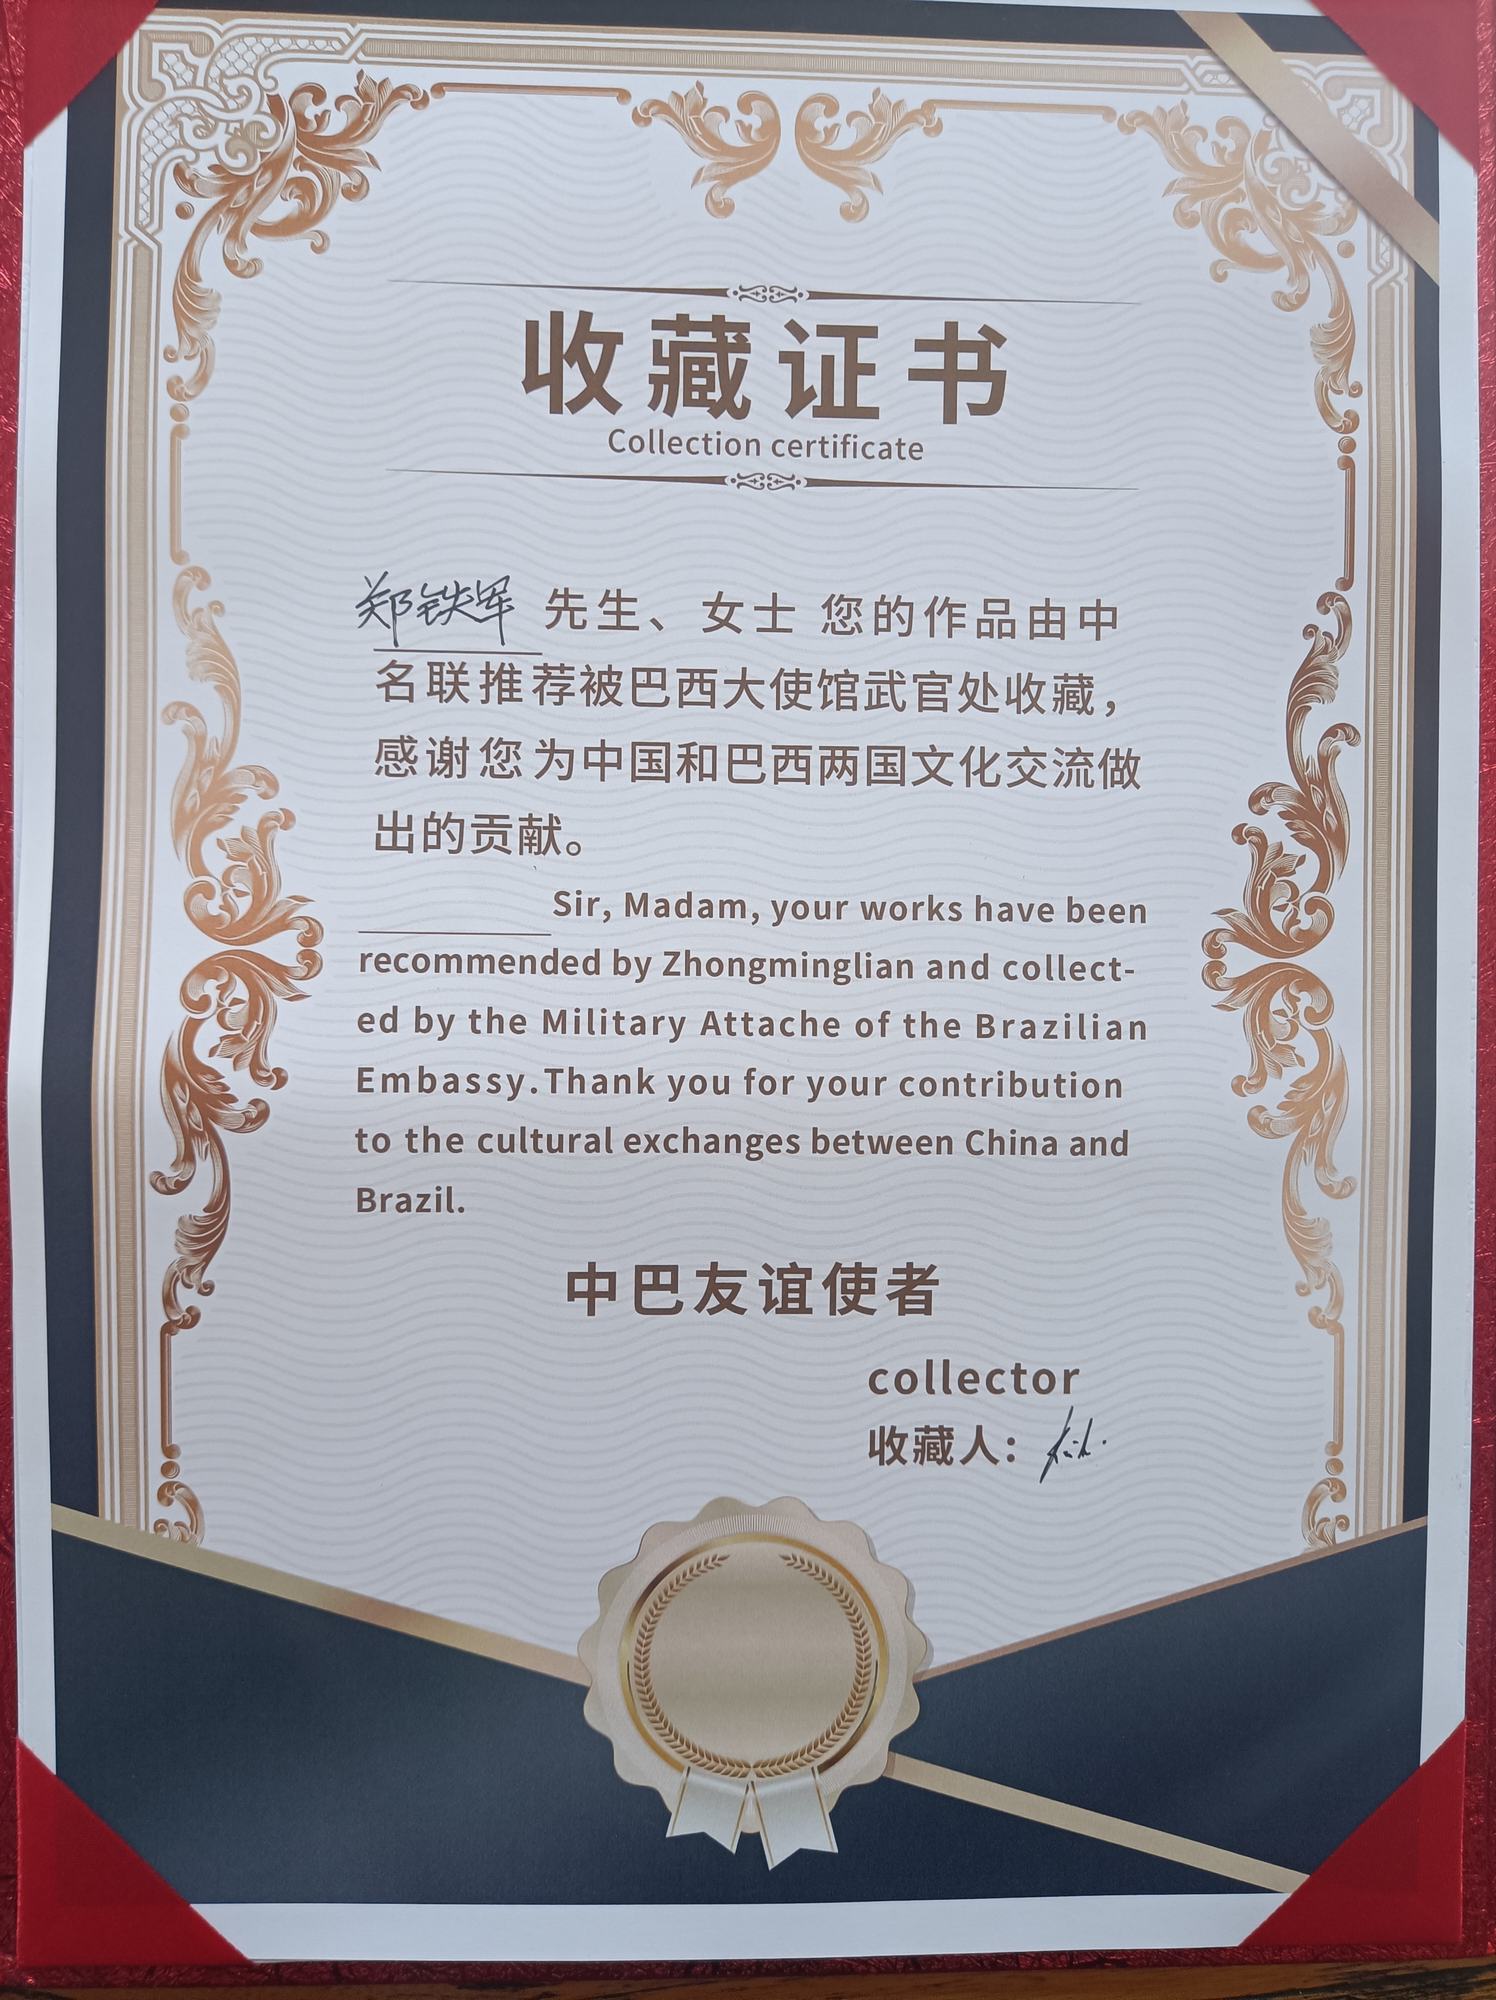 收藏证书
Collection certificate
郑铁军 先生、女士 您的作品由中
名联推荐被巴西大使馆武官处收藏，
感谢您为中国和巴西两国文化交流做
出的贡献。
Sir, Madam, your works have been
recommended by Zhongminglian and collect-
ed by the Military Attache of the Brazilian
Embassy.Thank you for your contribution
to the cultural exchanges between China and
Brazil.
中巴友谊使者
collector
收藏人：